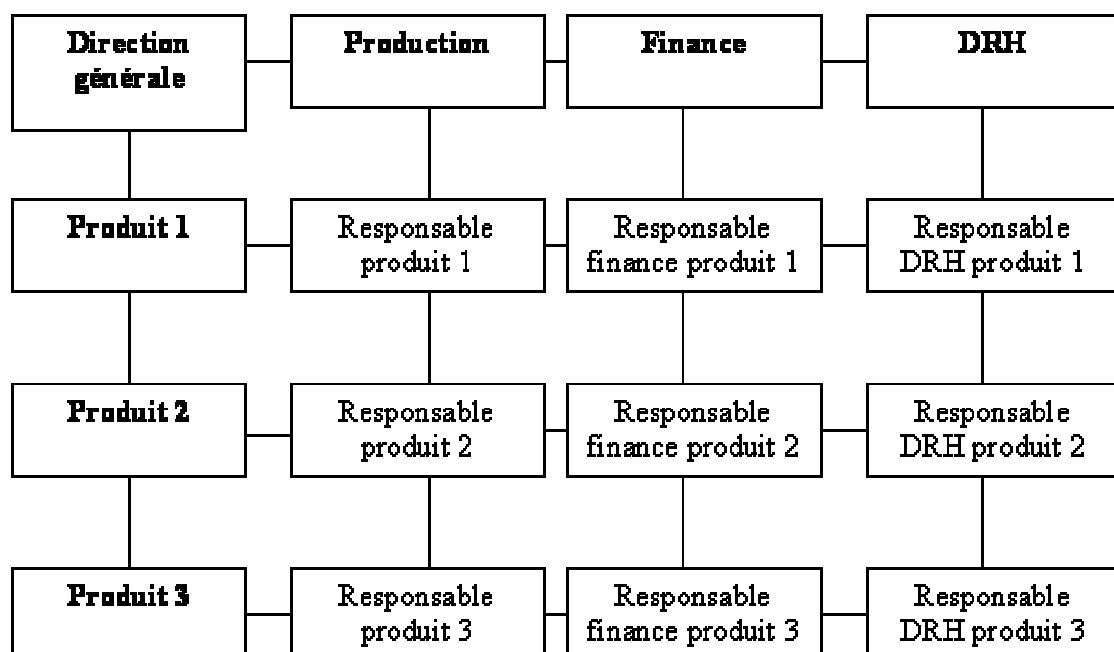 Direction
générale
Production
Finance
DRH
Produit 1
Responsable
produit 1
Responsable
finance produit 1
Responsable
DRH produit 1
Produit 2
Responsable
produit 2
Responsable
finance produit 2
Responsable
DRH produit 2
Produit 3
Responsable
produit 3
Responsable
finance produit 3
Responsable
DRH produit 3